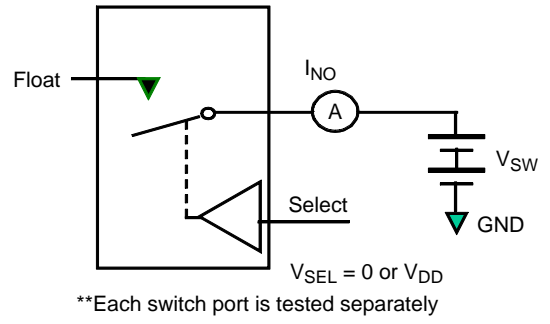 I_NO
Float
A
V_SW
Select
GND
V_SEL = 0 or V_DD
**Each switch port is tested separately